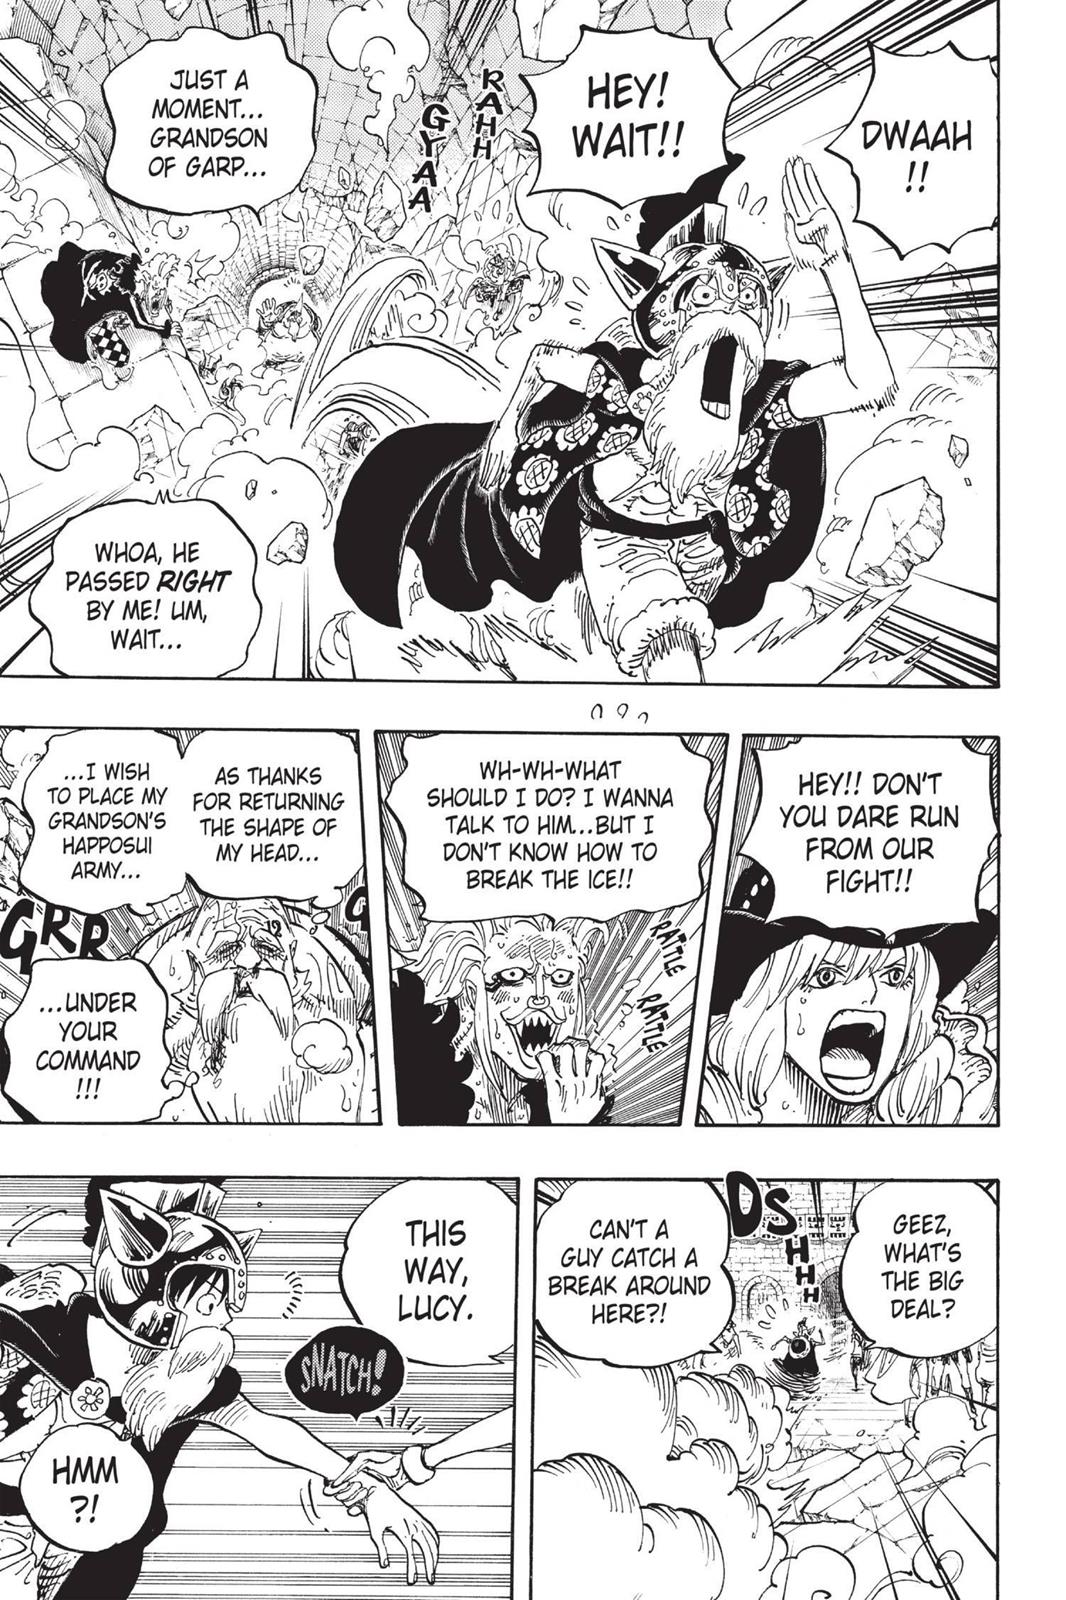 DWAAH
!!
HEY!
WAIT!!
RAHH
GYAA
JUST A
MOMENT...
GRANDSON
OF GARP...
WHOA, HE
PASSED RIGHT
BY ME! UM,
WAIT...
HEY!! DON'T
YOU DARE RUN
FROM OUR
FIGHT!!
WH-WH-WHAT
SHOULD I DO? I WANNA
TALK TO HIM...BUT I
DON'T KNOW HOW TO
BREAK THE ICE!!
RATTLE
RATTLE
AS THANKS
FOR RETURNING
THE SHAPE OF
MY HEAD...
...I WISH
TO PLACE MY
GRANDSON'S
HAPPOSUI
ARMY...
GRR
12
...UNDER
YOUR
COMMAND
!!!
GEEZ,
WHAT'S
THE BIG
DEAL?
DSHHH
CAN'T A
GUY CATCH A
BREAK AROUND
HERE?!
THIS
WAY,
LUCY.
SNATCH!
HMM
?!